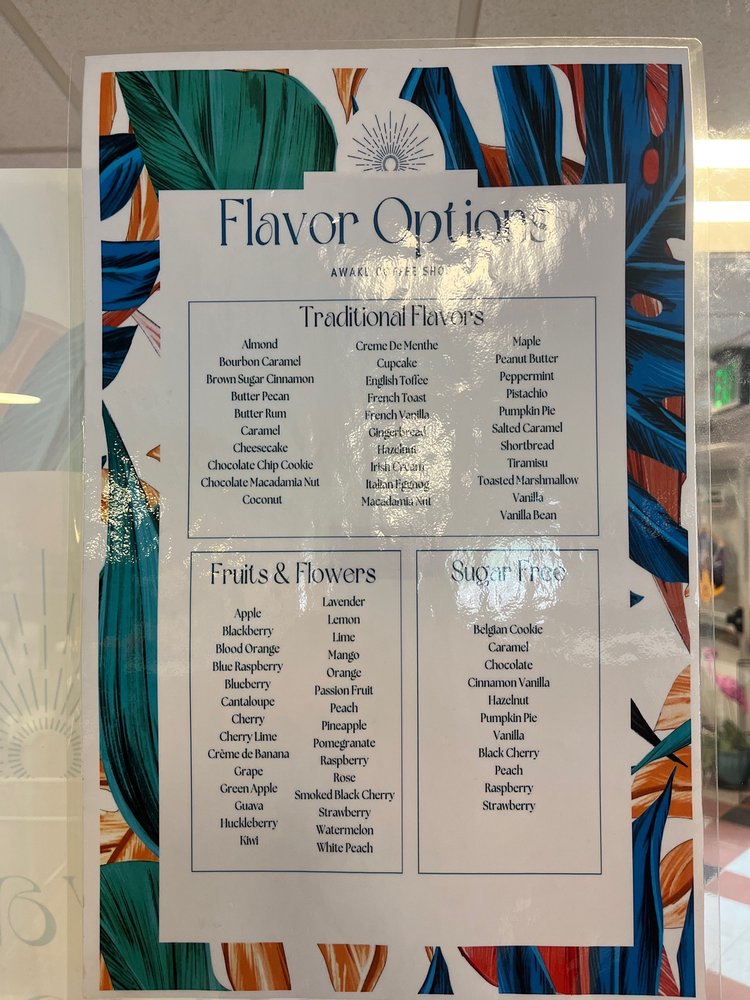 Flavor Options
AWAKE COFFEE SHOP
Traditional Flavors
Almond
Bourbon Caramel
Brown Sugar Cinnamon
Butter Pecan
Butter Rum
Caramel
Cheesecake
Chocolate Chip Cookie
Chocolate Macadamia Nut
Coconut
Creme De Menthe
Cupcake
English Toffee
French Toast
French Vanilla
Gingerbread
Hazelnut
Irish Cream
Italian Eggnog
Macadamia Nut
Maple
Peanut Butter
Peppermint
Pistachio
Pumpkin Pie
Salted Caramel
Shortbread
Tiramisu
Toasted Marshmallow
Vanilla
Vanilla Bean
Fruits & Flowers
Apple
Blackberry
Blood Orange
Blue Raspberry
Blueberry
Cantaloupe
Cherry
Cherry Lime
Crème de Banana
Grape
Green Apple
Guava
Huckleberry
Kiwi
Lavender
Lemon
Lime
Mango
Orange
Passion Fruit
Peach
Pineapple
Pomegranate
Raspberry
Rose
Smoked Black Cherry
Strawberry
Watermelon
White Peach
Sugar Free
Belgian Cookie
Caramel
Chocolate
Cinnamon Vanilla
Hazelnut
Pumpkin Pie
Vanilla
Black Cherry
Peach
Raspberry
Strawberry